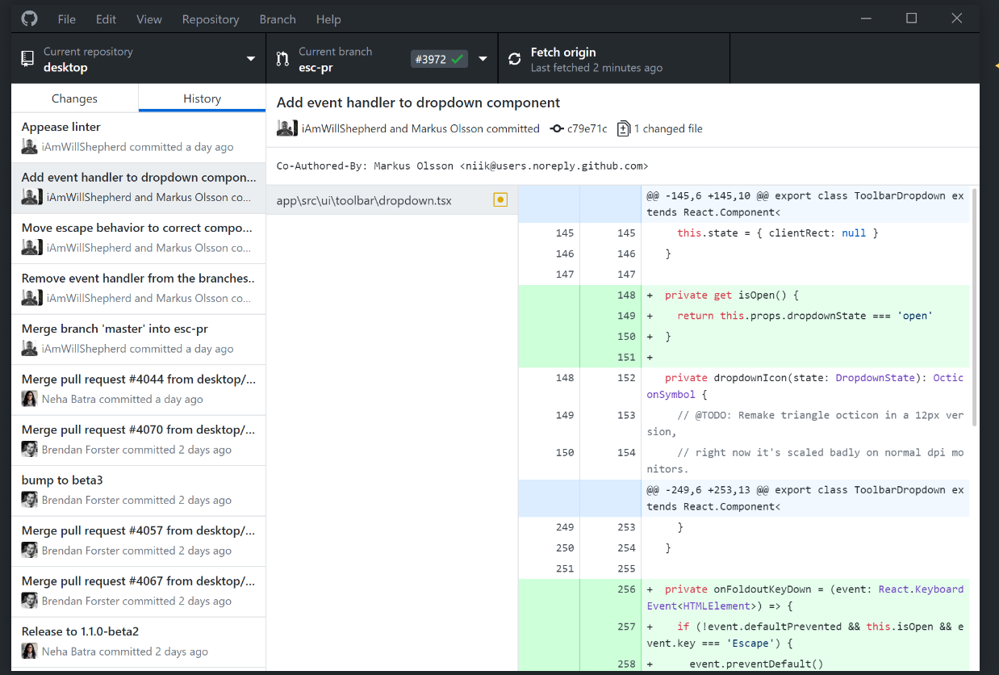 File Edit View Repository Branch Help
Current repository
desktop
Current branch
esc-pr
#3972
Fetch origin
Last fetched 2 minutes ago
Changes
History
Appease linter
iAmWillShepherd committed a day ago
Add event handler to dropdown compon...
iAmWillShepherd and Markus Olsson co...
Move escape behavior to correct compo...
iAmWillShepherd and Markus Olsson co...
Remove event handler from the branches..
iAmWillShepherd and Markus Olsson co...
Merge branch 'master' into esc-pr
iAmWillShepherd committed a day ago
Merge pull request #4044 from desktop/...
Neha Batra committed a day ago
Merge pull request #4070 from desktop/...
Brendan Forster committed 2 days ago
bump to beta3
Brendan Forster committed 2 days ago
Merge pull request #4057 from desktop/...
Brendan Forster committed 2 days ago
Merge pull request #4067 from desktop/...
Brendan Forster committed 2 days ago
Release to 1.1.0-beta2
Neha Batra committed 2 days ago
Add event handler to dropdown component
iAmWillShepherd and Markus Olsson committed c79e71c 1 changed file
Co-Authored-By: Markus Olsson <niik@users.noreply.github.com>
app\src\ui\toolbar\dropdown.tsx
@@ -145,6 +145,10 @@ export class ToolbarDropdown ex
tends React.Component<
145 145 this.state = { clientRect: null }
146 146 }
147 147
148 + private get isOpen() {
149 + return this.props.dropdownState === 'open'
150 + }
151 +
148 152 private dropdownIcon(state: DropdownState): Octic
onSymbol {
149 153 // @TODO: Remake triangle octicon in a 12px ver
sion,
150 154 // right now it's scaled badly on normal dpi mo
nitors.
@@ -249,6 +253,13 @@ export class ToolbarDropdown ex
tends React.Component<
249 253 }
250 254 }
251 255
256 + private onFoldoutKeyDown = (event: React.Keyboard
Event<HTMLElement>) => {
257 + if (!event.defaultPrevented && this.isOpen && e
vent.key === 'Escape') {
258 + event.preventDefault()